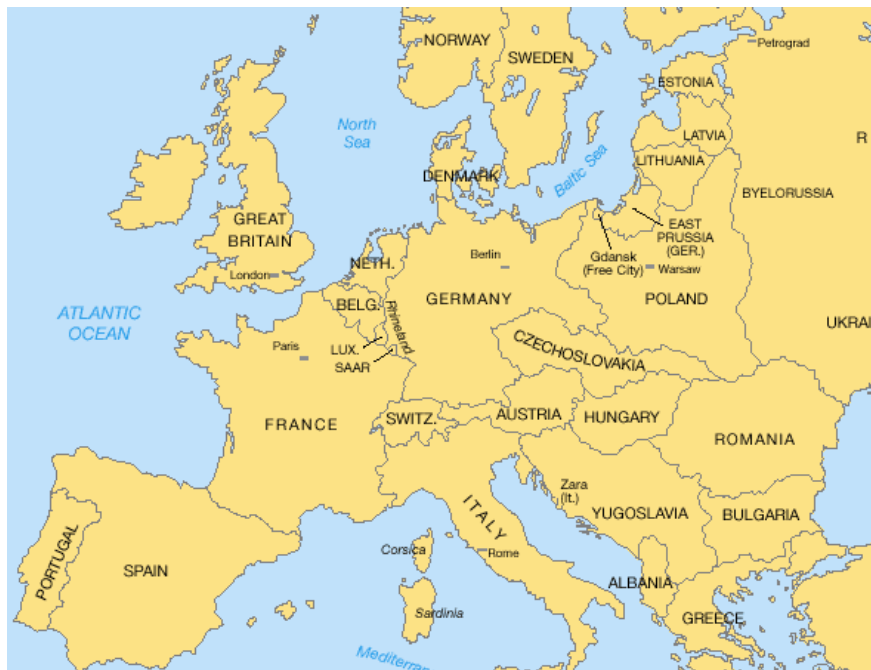 NORWAY
SWEDEN
Petrograd
ESTONIA
North
Sea
LATVIA
R
LITHUANIA
Baltic Sea
DENMARK
BYELORUSSIA
GREAT
BRITAIN
EAST
PRUSSIA
(GER.)
Gdansk
(Free City)
Berlin
NETH.
London
Warsaw
GERMANY
POLAND
BELG.
Rhineland
ATLANTIC
OCEAN
UKRAI
Paris
LUX.
SAAR
CZECHOSLOVAKIA
FRANCE
SWITZ.
AUSTRIA
HUNGARY
ROMANIA
Zara
(It.)
ITALY
YUGOSLAVIA
BULGARIA
PORTUGAL
SPAIN
Corsica
Rome
ALBANIA
Sardinia
GREECE
Mediterran